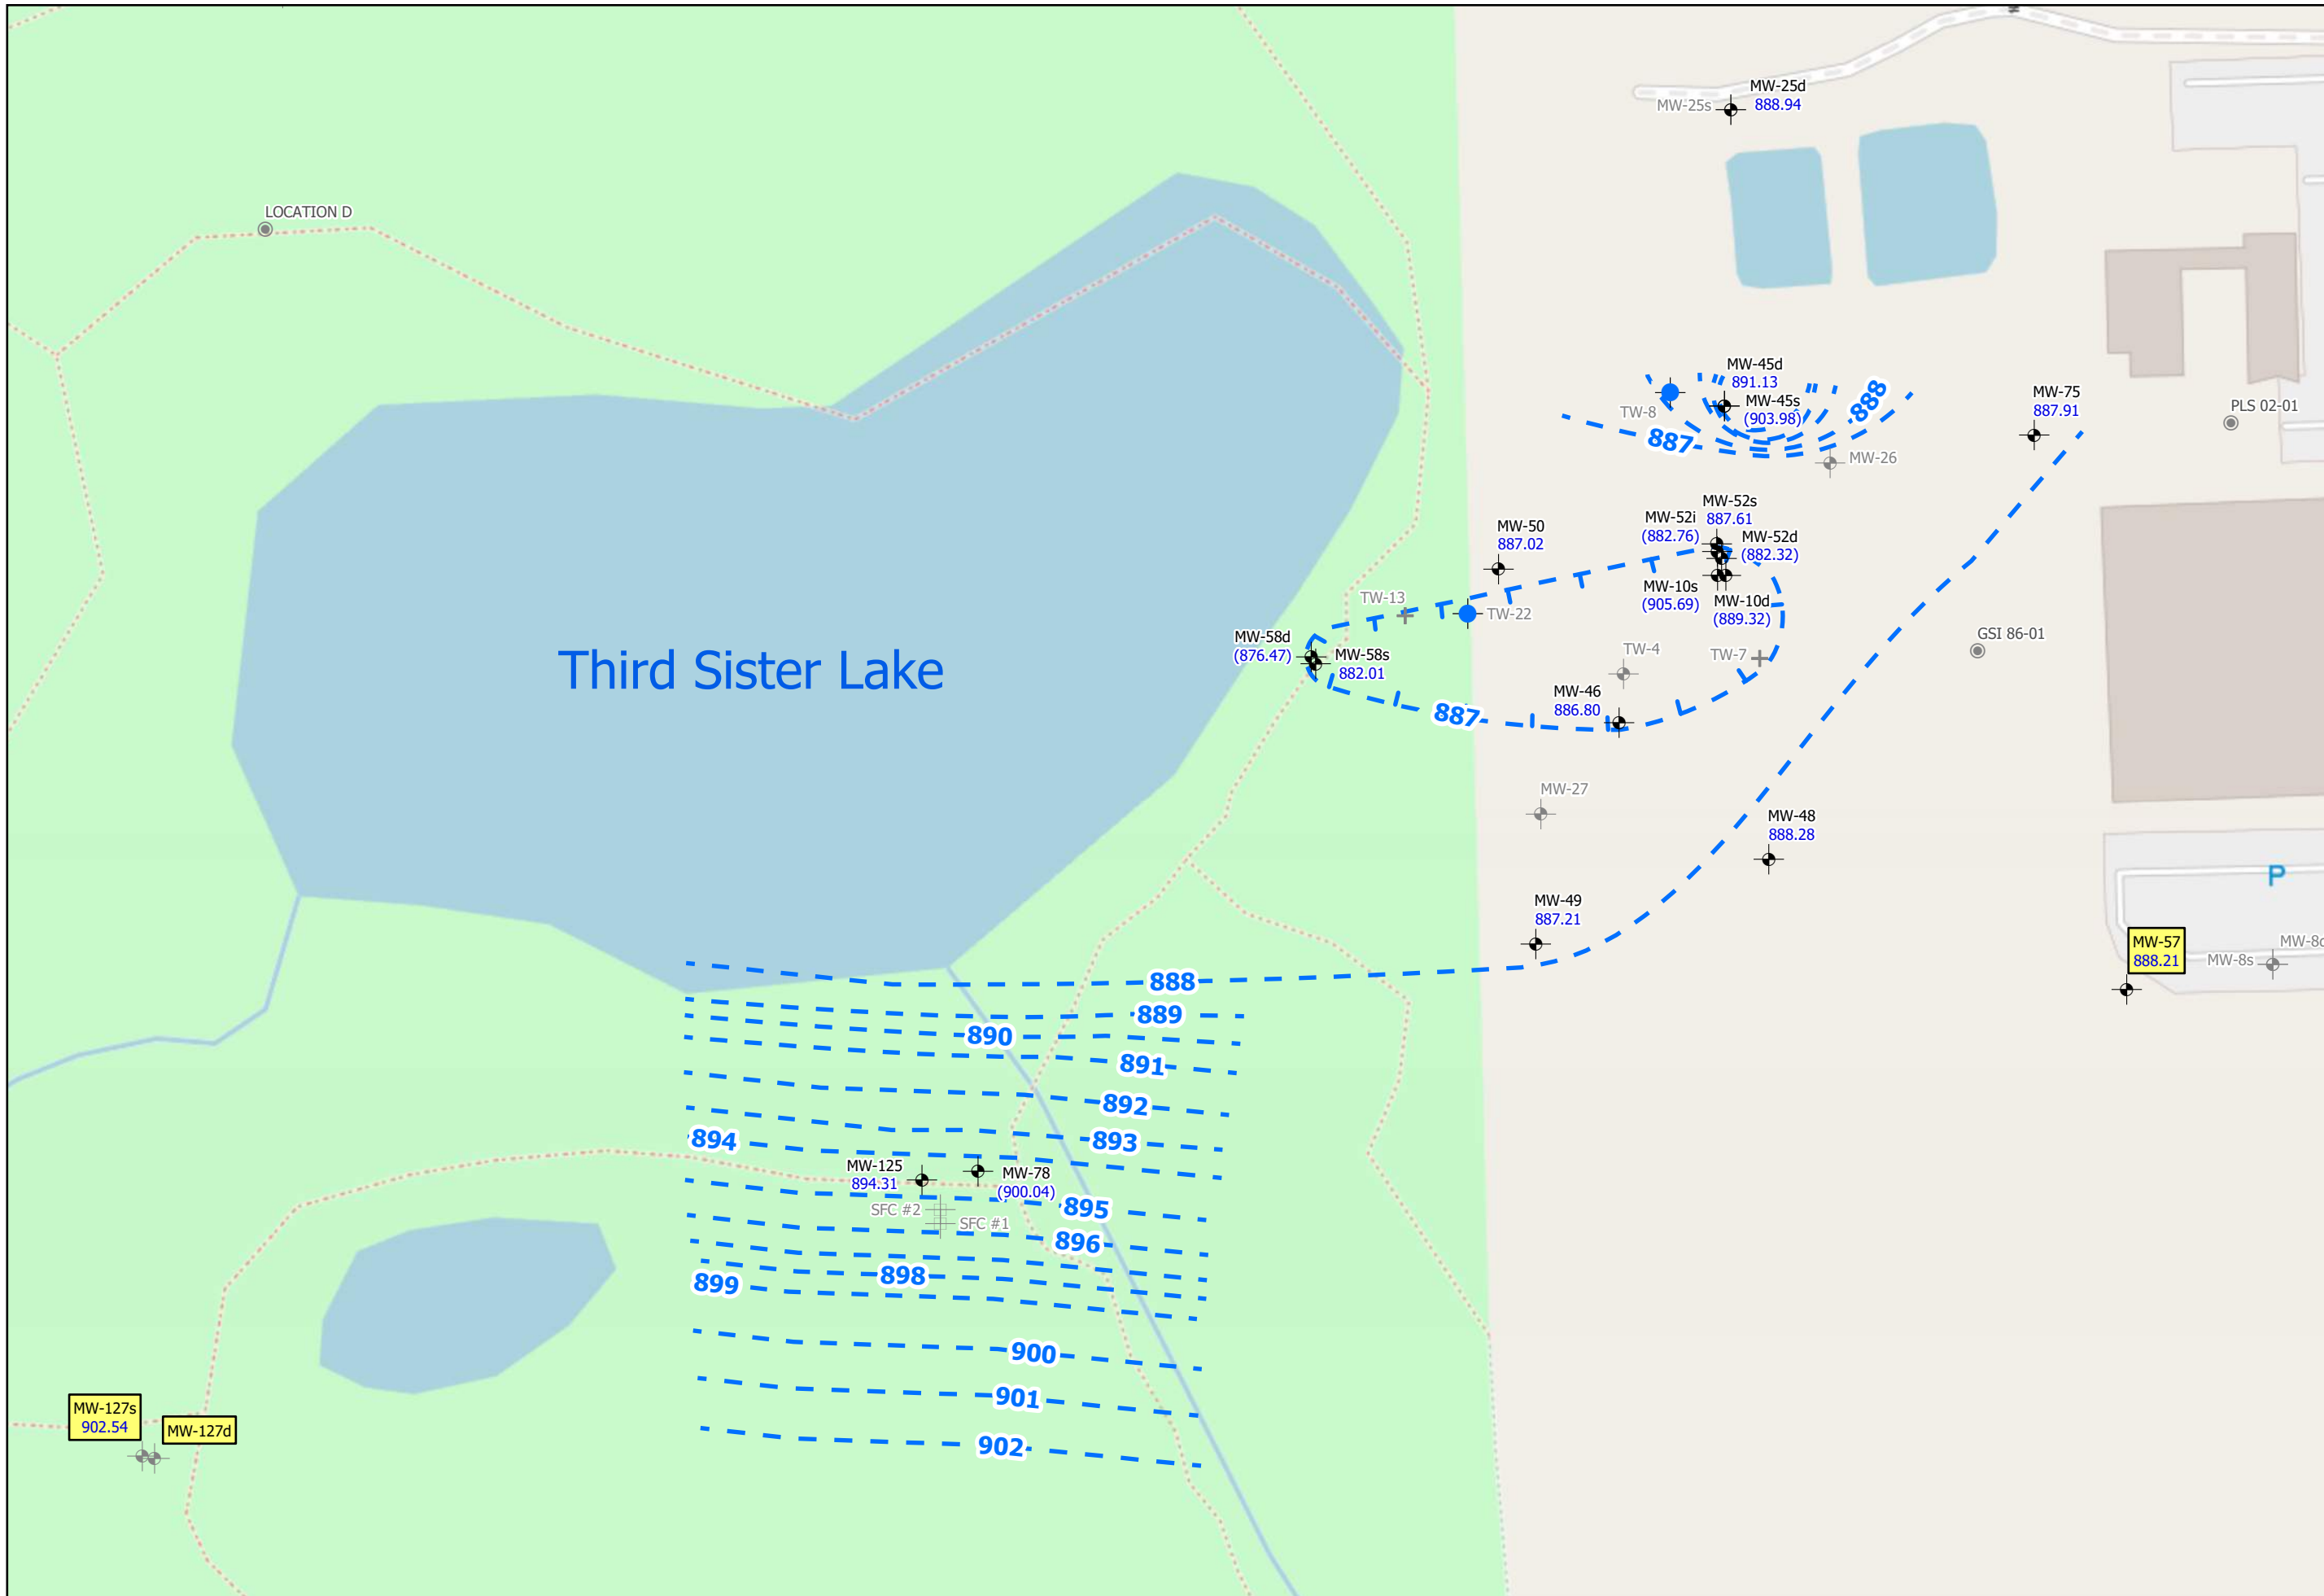 MW-25d
MW-25s
888.94
LOCATION D
MW-45d
891.13
888
MW-75
887.91
MW-45s
(903.98)
TW-8
PLS 02-01
887
MW-26
MW-52s
887.61
MW-52i
(882.76)
MW-50
887.02
MW-52d
(882.32)
MW-10s
(905.69)
MW-10d
(889.32)
TW-13
TW-22
GSI 86-01
MW-58d
(876.47)
MW-58s
882.01
TW-4
TW-7
Third Sister Lake
MW-46
886.80
887
MW-27
MW-48
888.28
P
MW-49
887.21
MW-57
888.21
MW-8s
888
889
890
891
892
893
894
MW-125
894.31
MW-78
(900.04)
SFC #2
SFC #1
895
896
898
899
900
901
902
MW-127s
902.54
MW-127d